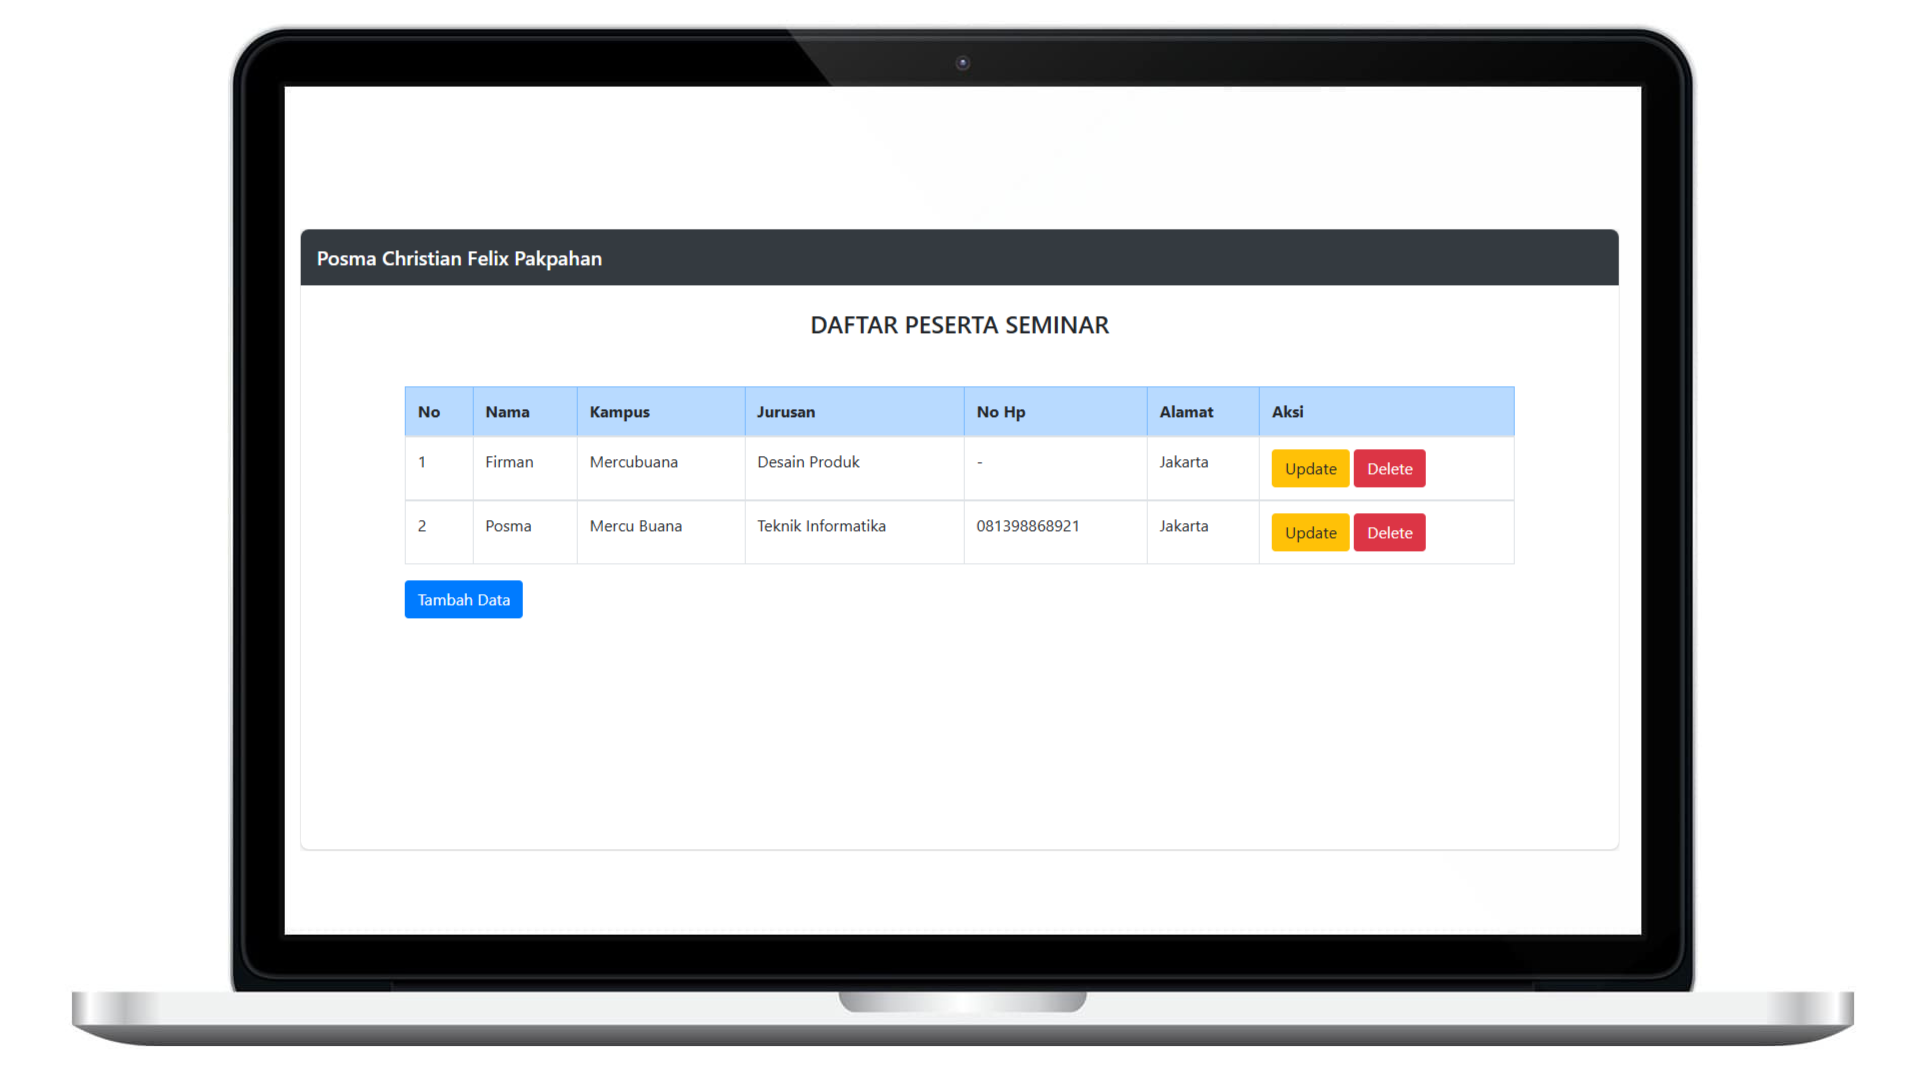 Posma Christian Felix Pakpahan
DAFTAR PESERTA SEMINAR
No Nama Kampus Jurusan No Hp Alamat Aksi
1 Firman Mercubuana Desain Produk - Jakarta Update Delete
2 Posma Mercu Buana Teknik Informatika 081398868921 Jakarta Update Delete
Tambah Data